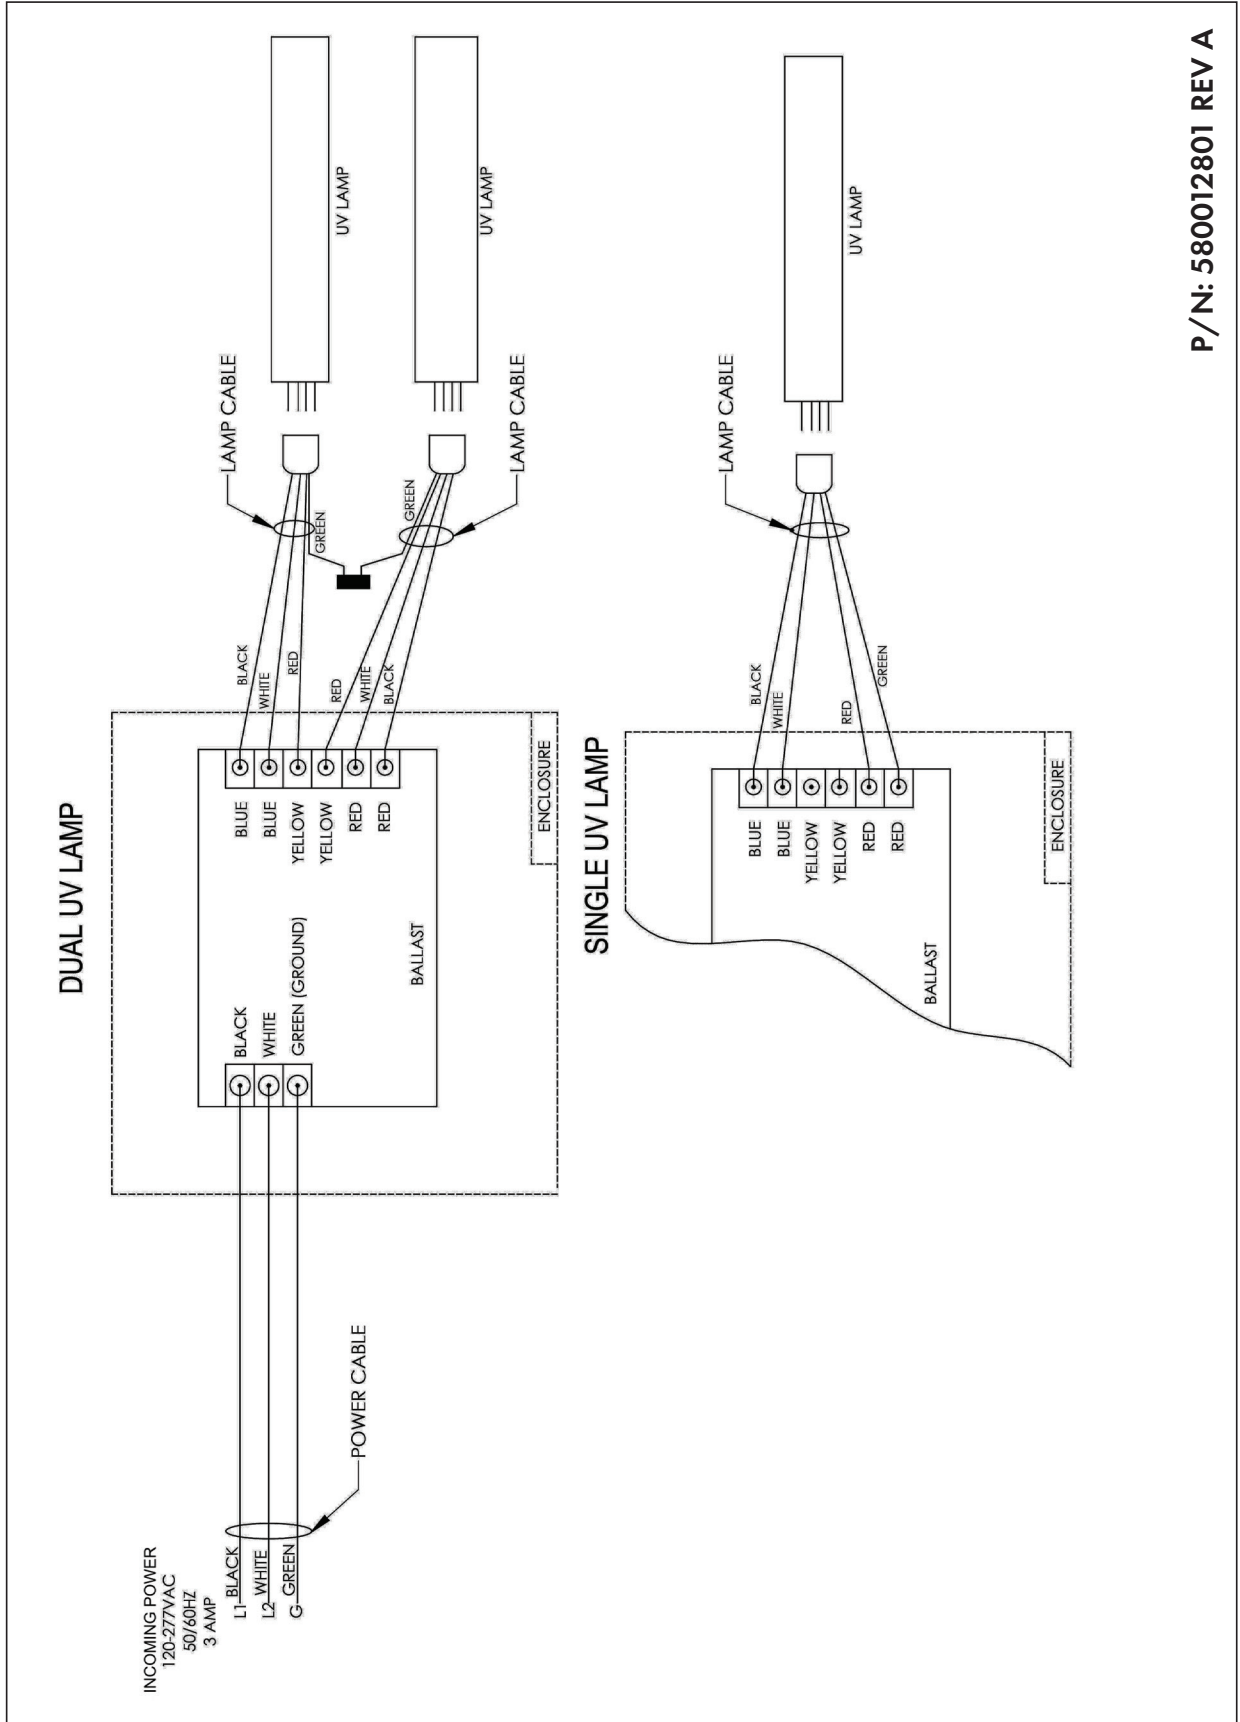 DUAL UV LAMP
INCOMING POWER
120-277VAC
50/60HZ
3 AMP
L1
BLACK
L2
WHITE
G
GREEN
POWER CABLE
BLACK
WHITE
GREEN (GROUND)
BALLAST
BLUE
BLUE
YELLOW
YELLOW
RED
RED
ENCLOSURE
BLACK
WHITE
RED
RED
WHITE
BLACK
GREEN
GREEN
LAMP CABLE
LAMP CABLE
UV LAMP
UV LAMP
SINGLE UV LAMP
BALLAST
BLUE
BLUE
YELLOW
YELLOW
RED
RED
ENCLOSURE
BLACK
WHITE
RED
GREEN
LAMP CABLE
UV LAMP
P/N: 580012801 REV A